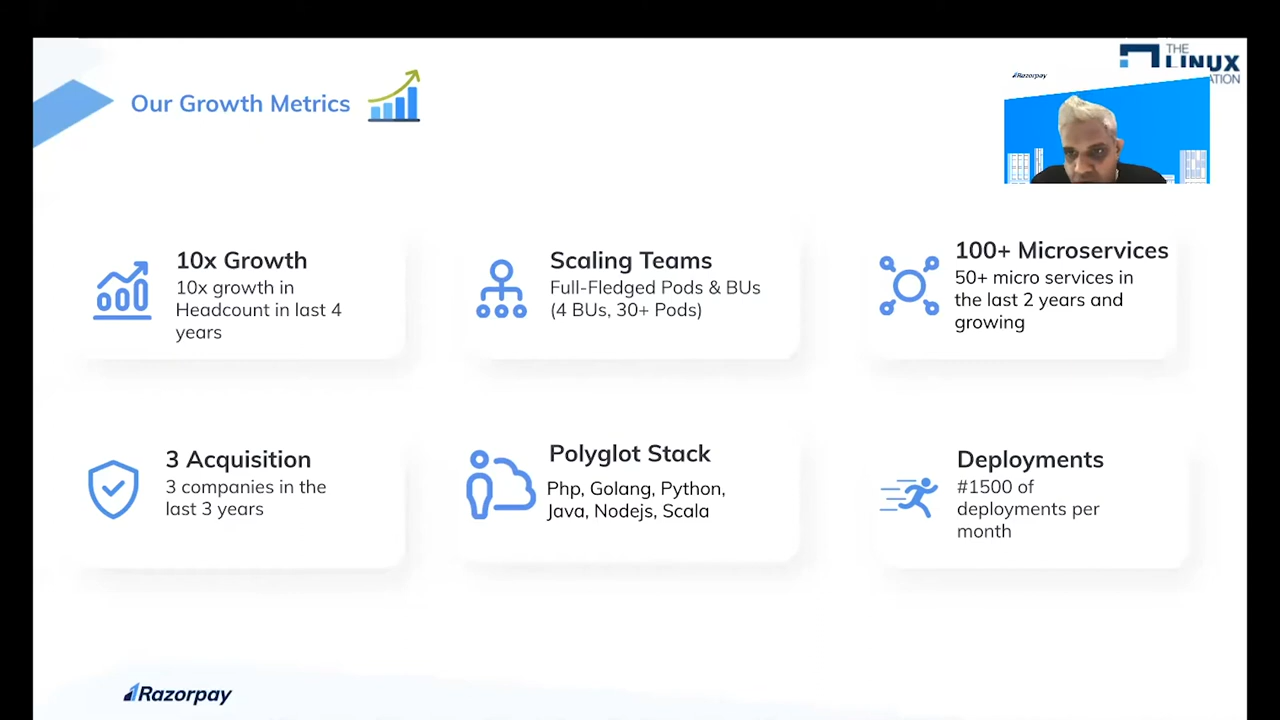 THE
LINUX
ATION
Razorpay
Our Growth Metrics
10x Growth
10x growth in
Headcount in last 4
years
Scaling Teams
Full-Fledged Pods & BUs
(4 BUs, 30+ Pods)
100+ Microservices
50+ micro services in
the last 2 years and
growing
3 Acquisition
3 companies in the
last 3 years
Polyglot Stack
Php, Golang, Python,
Java, Nodejs, Scala
Deployments
#1500 of
deployments per
month
Razorpay